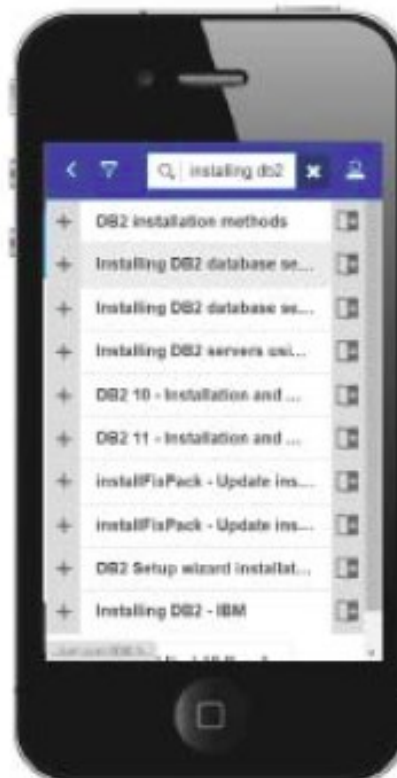 installing db2
DB2 installation methods
Installing DB2 database se...
Installing DB2 database se...
Installing DB2 servers usi...
DB2 10 - Installation and ...
DB2 11 - Installation and ...
installFixPack - Update ins...
installFixPack - Update ins...
DB2 Setup wizard installat...
Installing DB2 - IBM